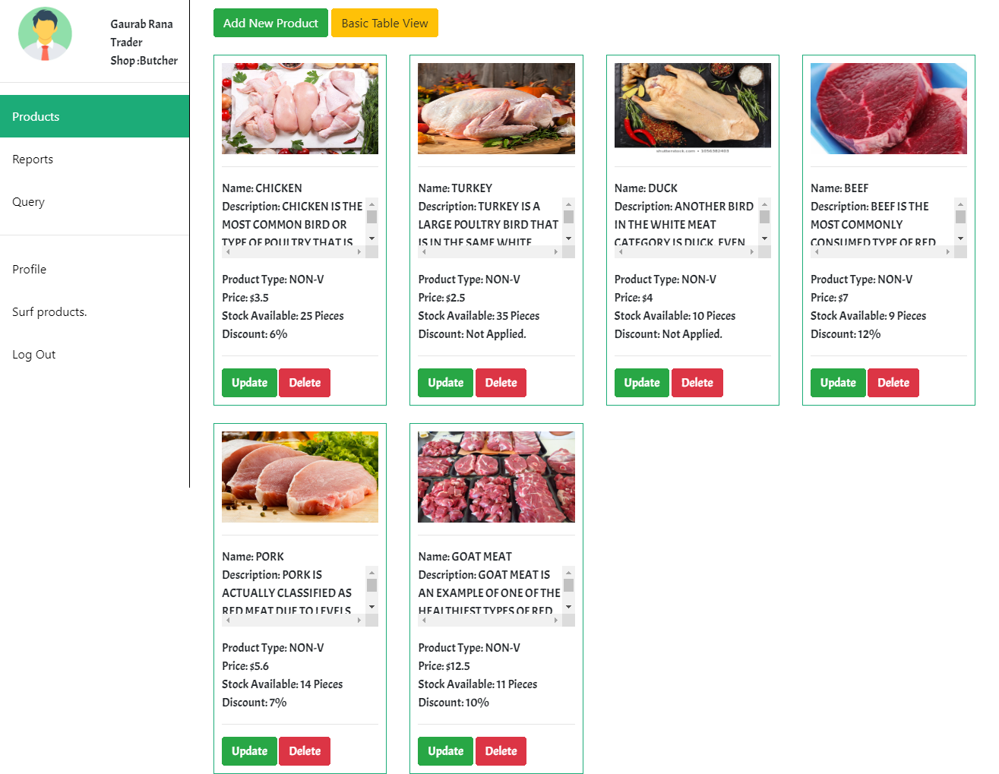 Gaurab Rana
Trader
Shop :Butcher
Products
Reports
Query
Profile
Surf products.
Log Out
Add New Product
Basic Table View
Name: CHICKEN
Description: CHICKEN IS THE
MOST COMMON BIRD OR
TYPE OF POULTRY THAT IS
Product Type: NON-V
Price: $3.5
Stock Available: 25 Pieces
Discount: 6%
Update
Delete
Name: TURKEY
Description: TURKEY IS A
LARGE POULTRY BIRD THAT
IS IN THE SAME WHITE
Product Type: NON-V
Price: $2.5
Stock Available: 35 Pieces
Discount: Not Applied.
Update
Delete
shutterstock.com • 1056382403
Name: DUCK
Description: ANOTHER BIRD
IN THE WHITE MEAT
CATEGORY IS DUCK. EVEN
Product Type: NON-V
Price: $4
Stock Available: 10 Pieces
Discount: Not Applied.
Update
Delete
Name: BEEF
Description: BEEF IS THE
MOST COMMONLY
CONSUMED TYPE OF RED
Product Type: NON-V
Price: $7
Stock Available: 9 Pieces
Discount: 12%
Update
Delete
Name: PORK
Description: PORK IS
ACTUALLY CLASSIFIED AS
RED MEAT DUE TO LEVELS
Product Type: NON-V
Price: $5.6
Stock Available: 14 Pieces
Discount: 7%
Update
Delete
Name: GOAT MEAT
Description: GOAT MEAT IS
AN EXAMPLE OF ONE OF THE
HEALTHIEST TYPES OF RED
Product Type: NON-V
Price: $12.5
Stock Available: 11 Pieces
Discount: 10%
Update
Delete